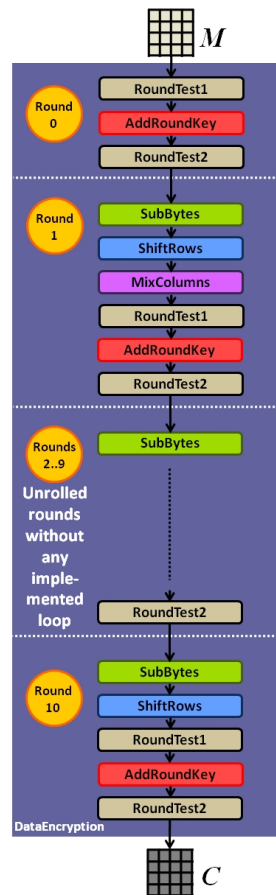 M
RoundTest1
Round
0
AddRoundKey
RoundTest2
SubBytes
Round
1
ShiftRows
MixColumns
RoundTest1
AddRoundKey
RoundTest2
Rounds
2..9
SubBytes
Unrolled
rounds
without
any
imple-
mented
loop
RoundTest2
SubBytes
Round
10
ShiftRows
RoundTest1
AddRoundKey
RoundTest2
DataEncryption
C